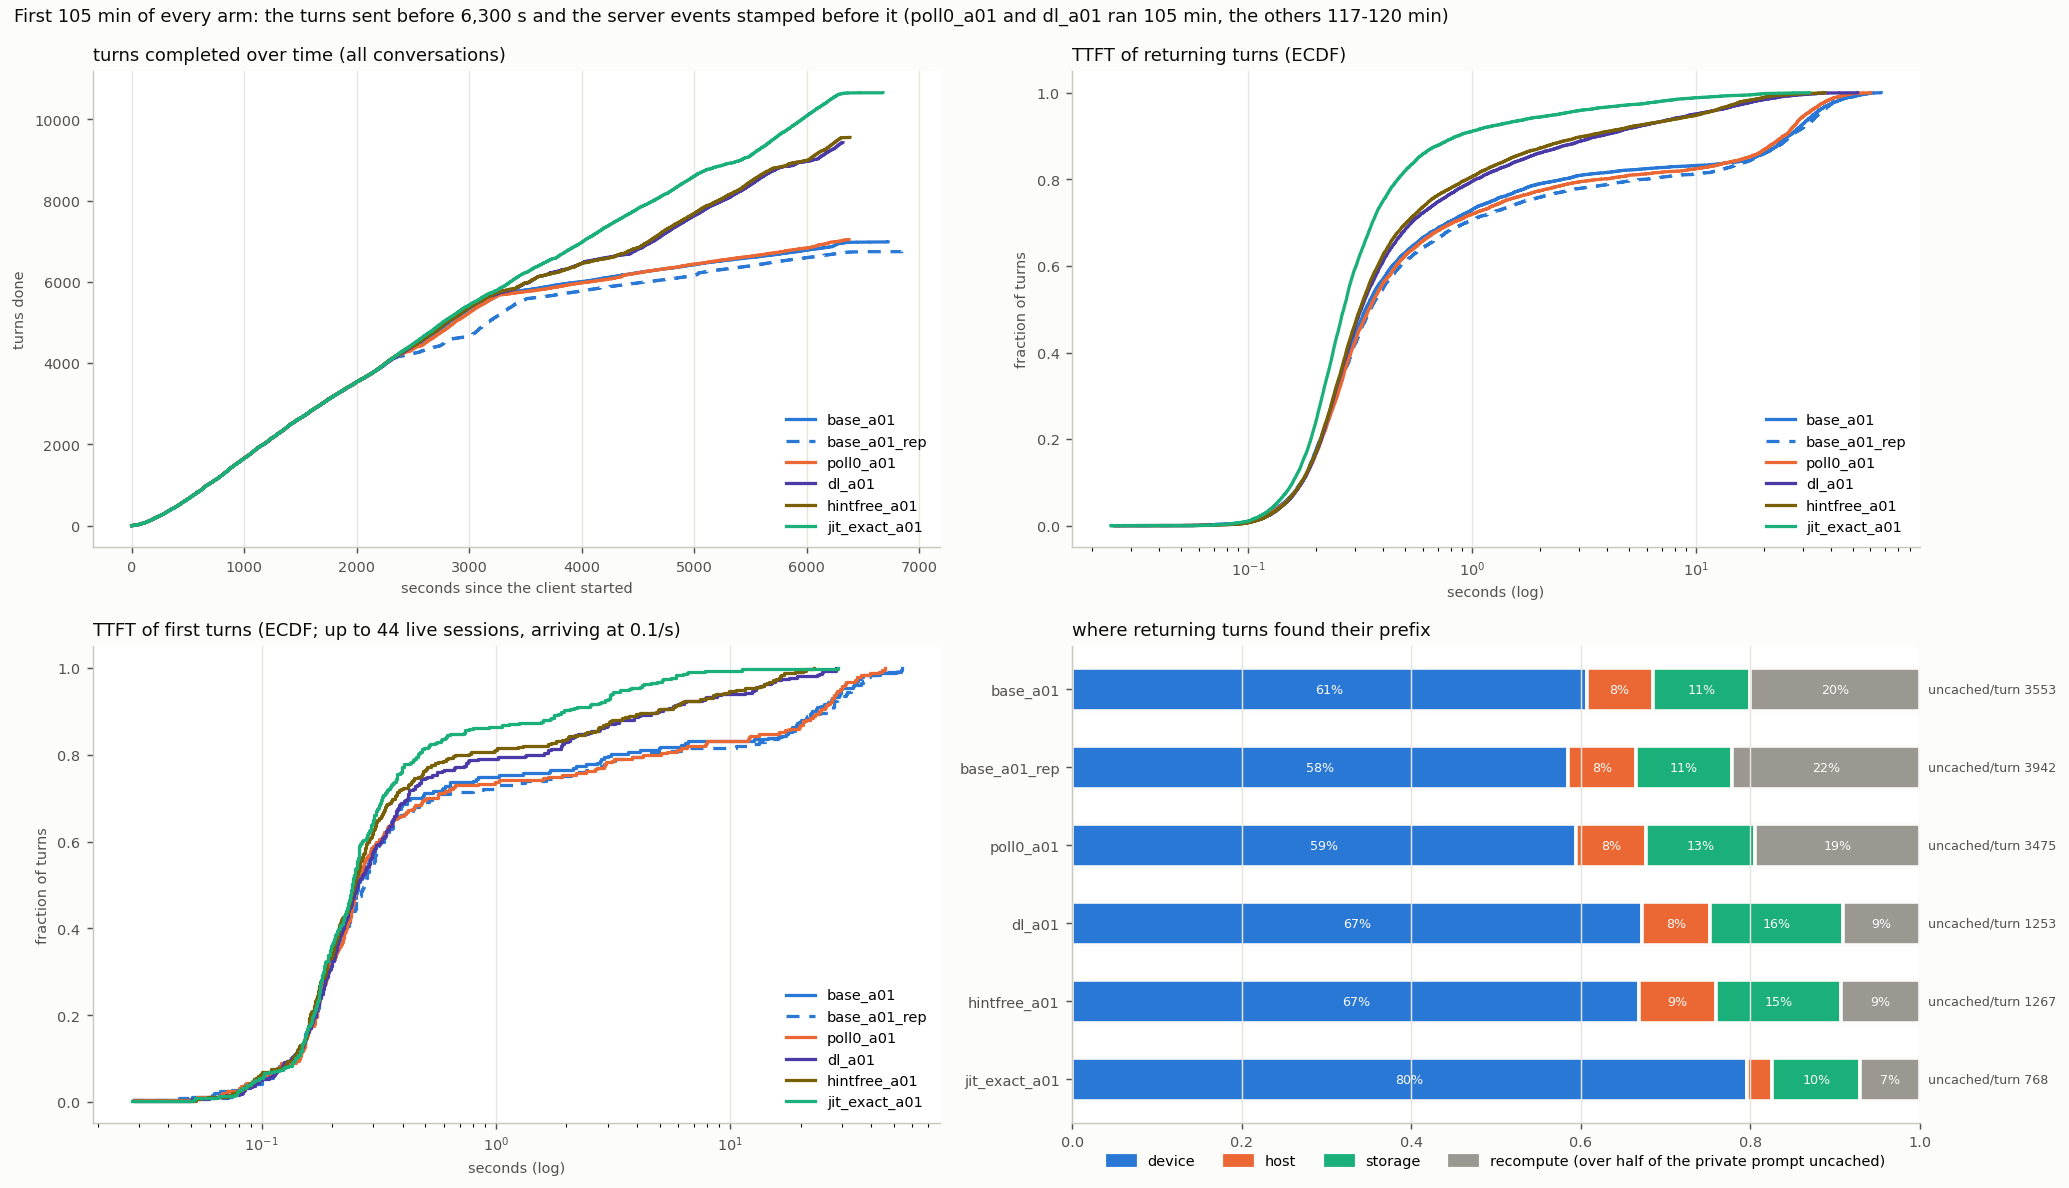 First 105 min of every arm: the turns sent before 6,300 s and the server events stamped before it (poll0_a01 and dl_a01 ran 105 min, the others 117-120 min)
turns completed over time (all conversations)
turns done
10000
8000
6000
4000
2000
0
0 1000 2000 3000 4000 5000 6000 7000
seconds since the client started
base_a01
base_a01_rep
poll0_a01
dl_a01
hintfree_a01
jit_exact_a01
TTFT of returning turns (ECDF)
fraction of turns
1.0
0.8
0.6
0.4
0.2
0.0
10⁻¹ 10⁰ 10¹
seconds (log)
base_a01
base_a01_rep
poll0_a01
dl_a01
hintfree_a01
jit_exact_a01
TTFT of first turns (ECDF; up to 44 live sessions, arriving at 0.1/s)
fraction of turns
1.0
0.8
0.6
0.4
0.2
0.0
10⁻¹ 10⁰ 10¹
seconds (log)
base_a01
base_a01_rep
poll0_a01
dl_a01
hintfree_a01
jit_exact_a01
where returning turns found their prefix
base_a01 61% 8% 11% 20% uncached/turn 3553
base_a01_rep 58% 8% 11% 22% uncached/turn 3942
poll0_a01 59% 8% 13% 19% uncached/turn 3475
dl_a01 67% 8% 16% 9% uncached/turn 1253
hintfree_a01 67% 9% 15% 9% uncached/turn 1267
jit_exact_a01 80% 10% 7% uncached/turn 768
0.0 0.2 0.4 0.6 0.8 1.0
device host storage recompute (over half of the private prompt uncached)